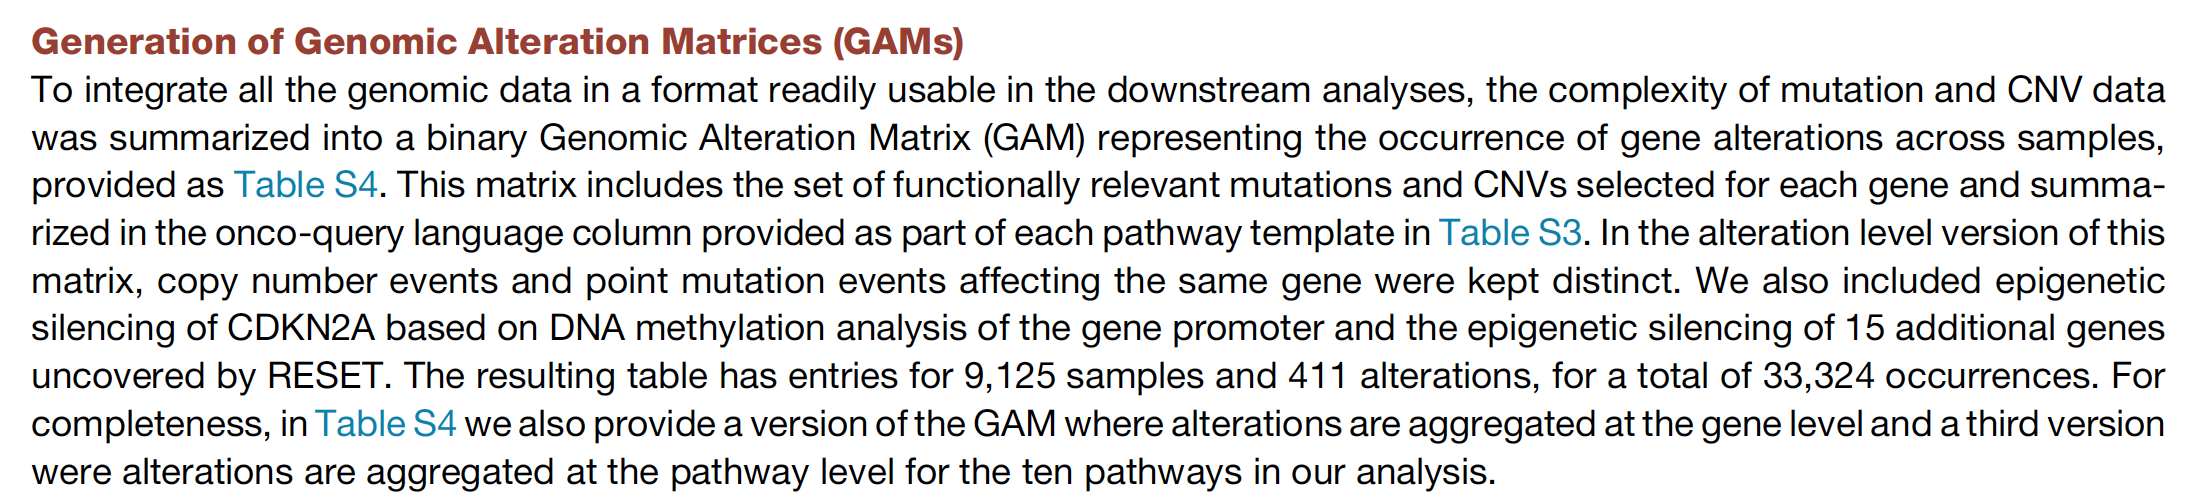 Generation of Genomic Alteration Matrices (GAMs)
To integrate all the genomic data in a format readily usable in the downstream analyses, the complexity of mutation and CNV data
was summarized into a binary Genomic Alteration Matrix (GAM) representing the occurrence of gene alterations across samples,
provided as Table S4. This matrix includes the set of functionally relevant mutations and CNVs selected for each gene and summa-
rized in the onco-query language column provided as part of each pathway template in Table S3. In the alteration level version of this
matrix, copy number events and point mutation events affecting the same gene were kept distinct. We also included epigenetic
silencing of CDKN2A based on DNA methylation analysis of the gene promoter and the epigenetic silencing of 15 additional genes
uncovered by RESET. The resulting table has entries for 9,125 samples and 411 alterations, for a total of 33,324 occurrences. For
completeness, in Table S4 we also provide a version of the GAM where alterations are aggregated at the gene level and a third version
were alterations are aggregated at the pathway level for the ten pathways in our analysis.